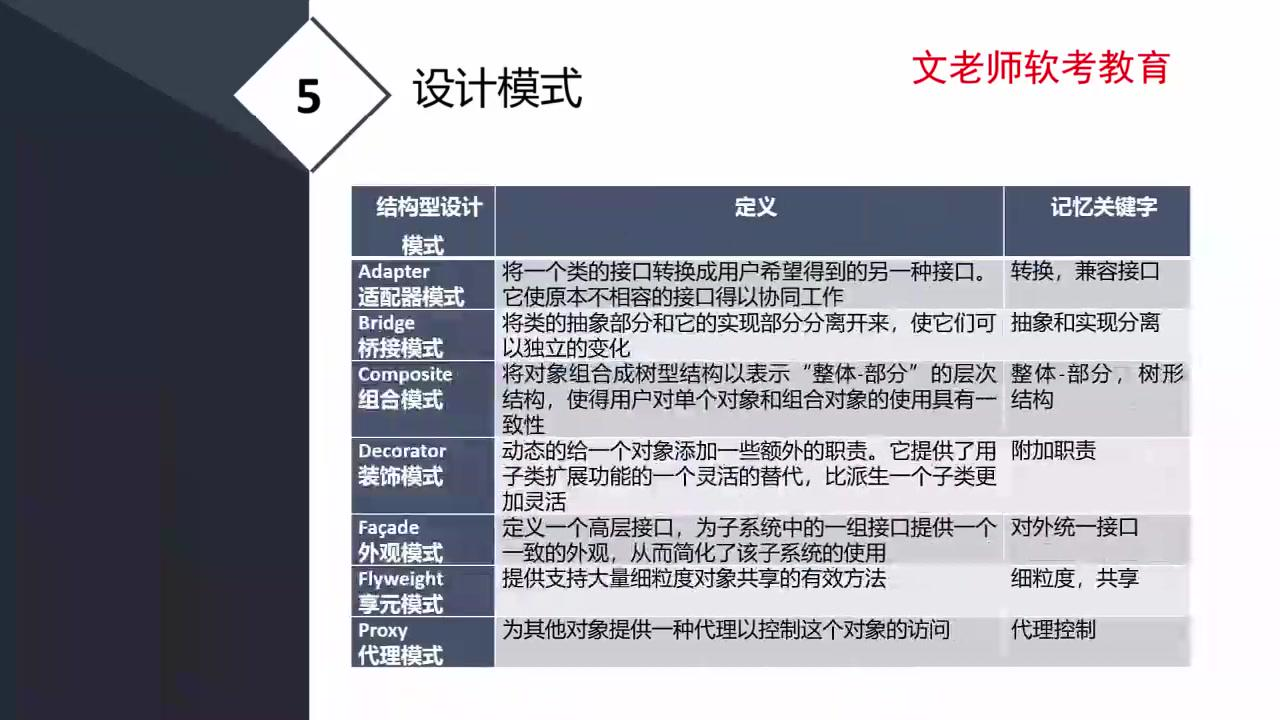 5
设计模式
文老师软考教育
结构型设计
模式
定义
记忆关键字
Adapter
适配器模式
将一个类的接口转换成用户希望得到的另一种接口。
它使原本不相容的接口得以协同工作
转换，兼容接口
Bridge
桥接模式
将类的抽象部分和它的实现部分分离开来，使它们可
以独立的变化
抽象和实现分离
Composite
组合模式
将对象组合成树型结构以表示“整体-部分”的层次
结构，使得用户对单个对象和组合对象的使用具有一
致性
整体-部分，树形
结构
Decorator
装饰模式
动态的给一个对象添加一些额外的职责。它提供了用
子类扩展功能的一个灵活的替代，比派生一个子类更
加灵活
附加职责
Façade
外观模式
定义一个高层接口，为子系统中的一组接口提供一个
一致的外观，从而简化了该子系统的使用
对外统一接口
Flyweight
享元模式
提供支持大量细粒度对象共享的有效方法
细粒度，共享
Proxy
代理模式
为其他对象提供一种代理以控制这个对象的访问
代理控制